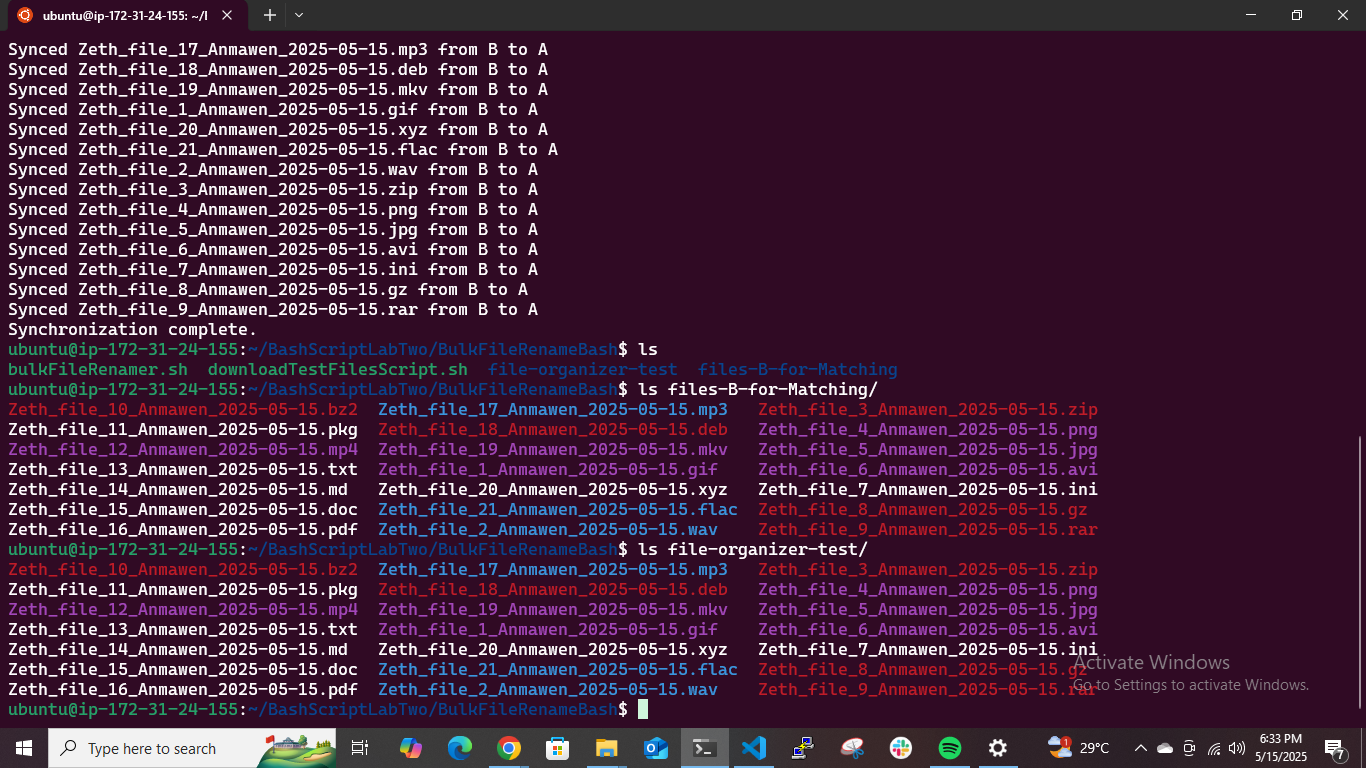 ubuntu@ip-172-31-24-155: ~/l
Synced Zeth_file_17_Anmawen_2025-05-15.mp3 from B to A
Synced Zeth_file_18_Anmawen_2025-05-15.deb from B to A
Synced Zeth_file_19_Anmawen_2025-05-15.mkv from B to A
Synced Zeth_file_1_Anmawen_2025-05-15.gif from B to A
Synced Zeth_file_20_Anmawen_2025-05-15.xyz from B to A
Synced Zeth_file_21_Anmawen_2025-05-15.flac from B to A
Synced Zeth_file_2_Anmawen_2025-05-15.wav from B to A
Synced Zeth_file_3_Anmawen_2025-05-15.zip from B to A
Synced Zeth_file_4_Anmawen_2025-05-15.png from B to A
Synced Zeth_file_5_Anmawen_2025-05-15.jpg from B to A
Synced Zeth_file_6_Anmawen_2025-05-15.avi from B to A
Synced Zeth_file_7_Anmawen_2025-05-15.ini from B to A
Synced Zeth_file_8_Anmawen_2025-05-15.gz from B to A
Synced Zeth_file_9_Anmawen_2025-05-15.rar from B to A
Synchronization complete.
ubuntu@ip-172-31-24-155:~/BashScriptLabTwo/BulkFileRenameBash$ ls
bulkFileRenamer.sh downloadTestFilesScript.sh file-organizer-test files-B-for-Matching
ubuntu@ip-172-31-24-155:~/BashScriptLabTwo/BulkFileRenameBash$ ls files-B-for-Matching/
Zeth_file_10_Anmawen_2025-05-15.bz2 Zeth_file_17_Anmawen_2025-05-15.mp3 Zeth_file_3_Anmawen_2025-05-15.zip
Zeth_file_11_Anmawen_2025-05-15.pkg Zeth_file_18_Anmawen_2025-05-15.deb Zeth_file_4_Anmawen_2025-05-15.png
Zeth_file_12_Anmawen_2025-05-15.mp4 Zeth_file_19_Anmawen_2025-05-15.mkv Zeth_file_5_Anmawen_2025-05-15.jpg
Zeth_file_13_Anmawen_2025-05-15.txt Zeth_file_1_Anmawen_2025-05-15.gif Zeth_file_6_Anmawen_2025-05-15.avi
Zeth_file_14_Anmawen_2025-05-15.md Zeth_file_20_Anmawen_2025-05-15.xyz Zeth_file_7_Anmawen_2025-05-15.ini
Zeth_file_15_Anmawen_2025-05-15.doc Zeth_file_21_Anmawen_2025-05-15.flac Zeth_file_8_Anmawen_2025-05-15.gz
Zeth_file_16_Anmawen_2025-05-15.pdf Zeth_file_2_Anmawen_2025-05-15.wav Zeth_file_9_Anmawen_2025-05-15.rar
ubuntu@ip-172-31-24-155:~/BashScriptLabTwo/BulkFileRenameBash$ ls file-organizer-test/
Zeth_file_10_Anmawen_2025-05-15.bz2 Zeth_file_17_Anmawen_2025-05-15.mp3 Zeth_file_3_Anmawen_2025-05-15.zip
Zeth_file_11_Anmawen_2025-05-15.pkg Zeth_file_18_Anmawen_2025-05-15.deb Zeth_file_4_Anmawen_2025-05-15.png
Zeth_file_12_Anmawen_2025-05-15.mp4 Zeth_file_19_Anmawen_2025-05-15.mkv Zeth_file_5_Anmawen_2025-05-15.jpg
Zeth_file_13_Anmawen_2025-05-15.txt Zeth_file_1_Anmawen_2025-05-15.gif Zeth_file_6_Anmawen_2025-05-15.avi
Zeth_file_14_Anmawen_2025-05-15.md Zeth_file_20_Anmawen_2025-05-15.xyz Zeth_file_7_Anmawen_2025-05-15.ini
Zeth_file_15_Anmawen_2025-05-15.doc Zeth_file_21_Anmawen_2025-05-15.flac Zeth_file_8_Anmawen_2025-05-15.gz
Zeth_file_16_Anmawen_2025-05-15.pdf Zeth_file_2_Anmawen_2025-05-15.wav Zeth_file_9_Anmawen_2025-05-15.rar
ubuntu@ip-172-31-24-155:~/BashScriptLabTwo/BulkFileRenameBash$
Activate Windows
Go to Settings to activate Windows.
Type here to search
1
29°C
6:33 PM
5/15/2025
7